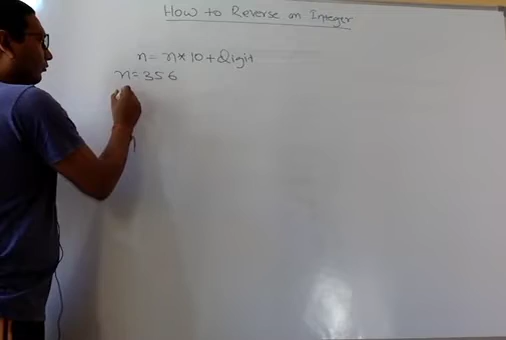 How to Reverse an Integer
n = n * 10 + Digit
n = 356